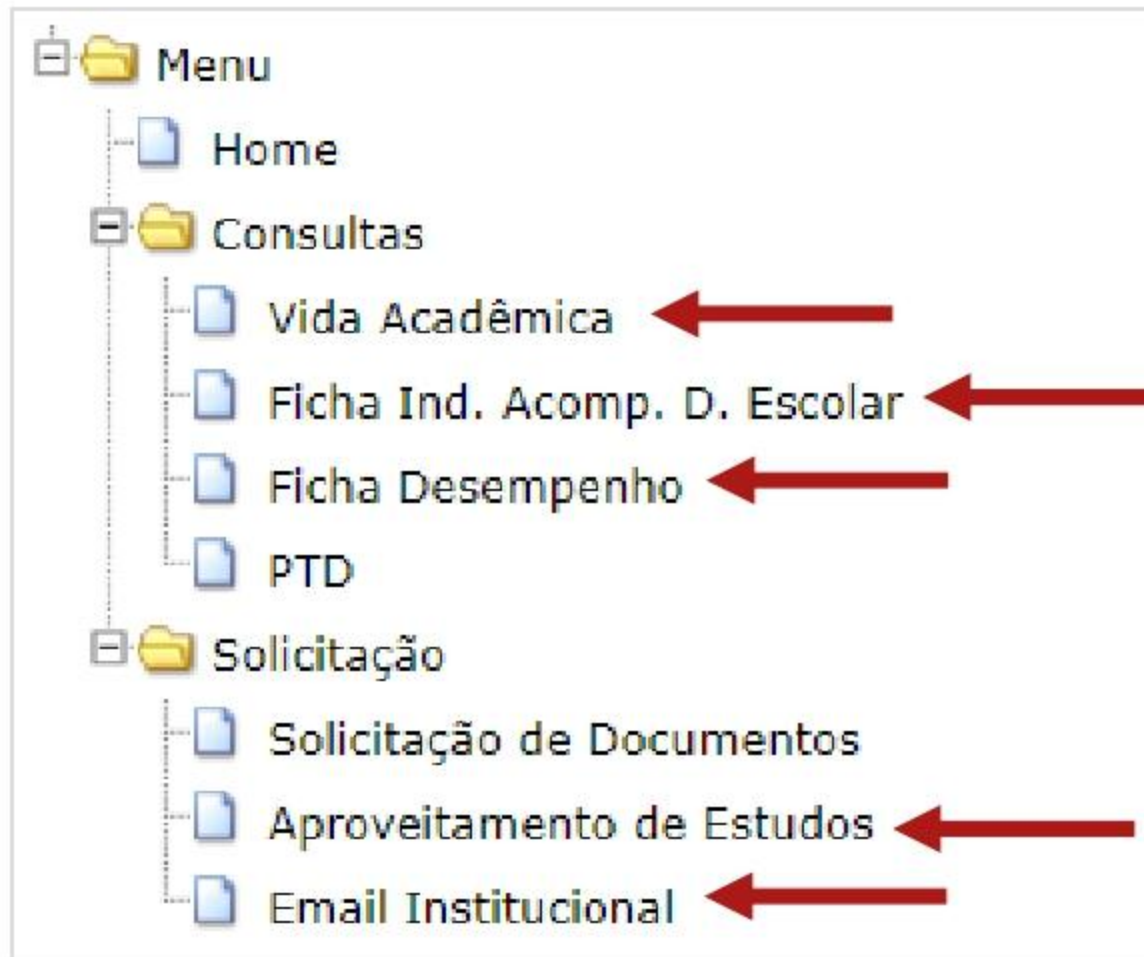 Menu
Home
Consultas
Vida Acadêmica
Ficha Ind. Acomp. D. Escolar
Ficha Desempenho
PTD
Solicitação
Solicitação de Documentos
Aproveitamento de Estudos
Email Institucional